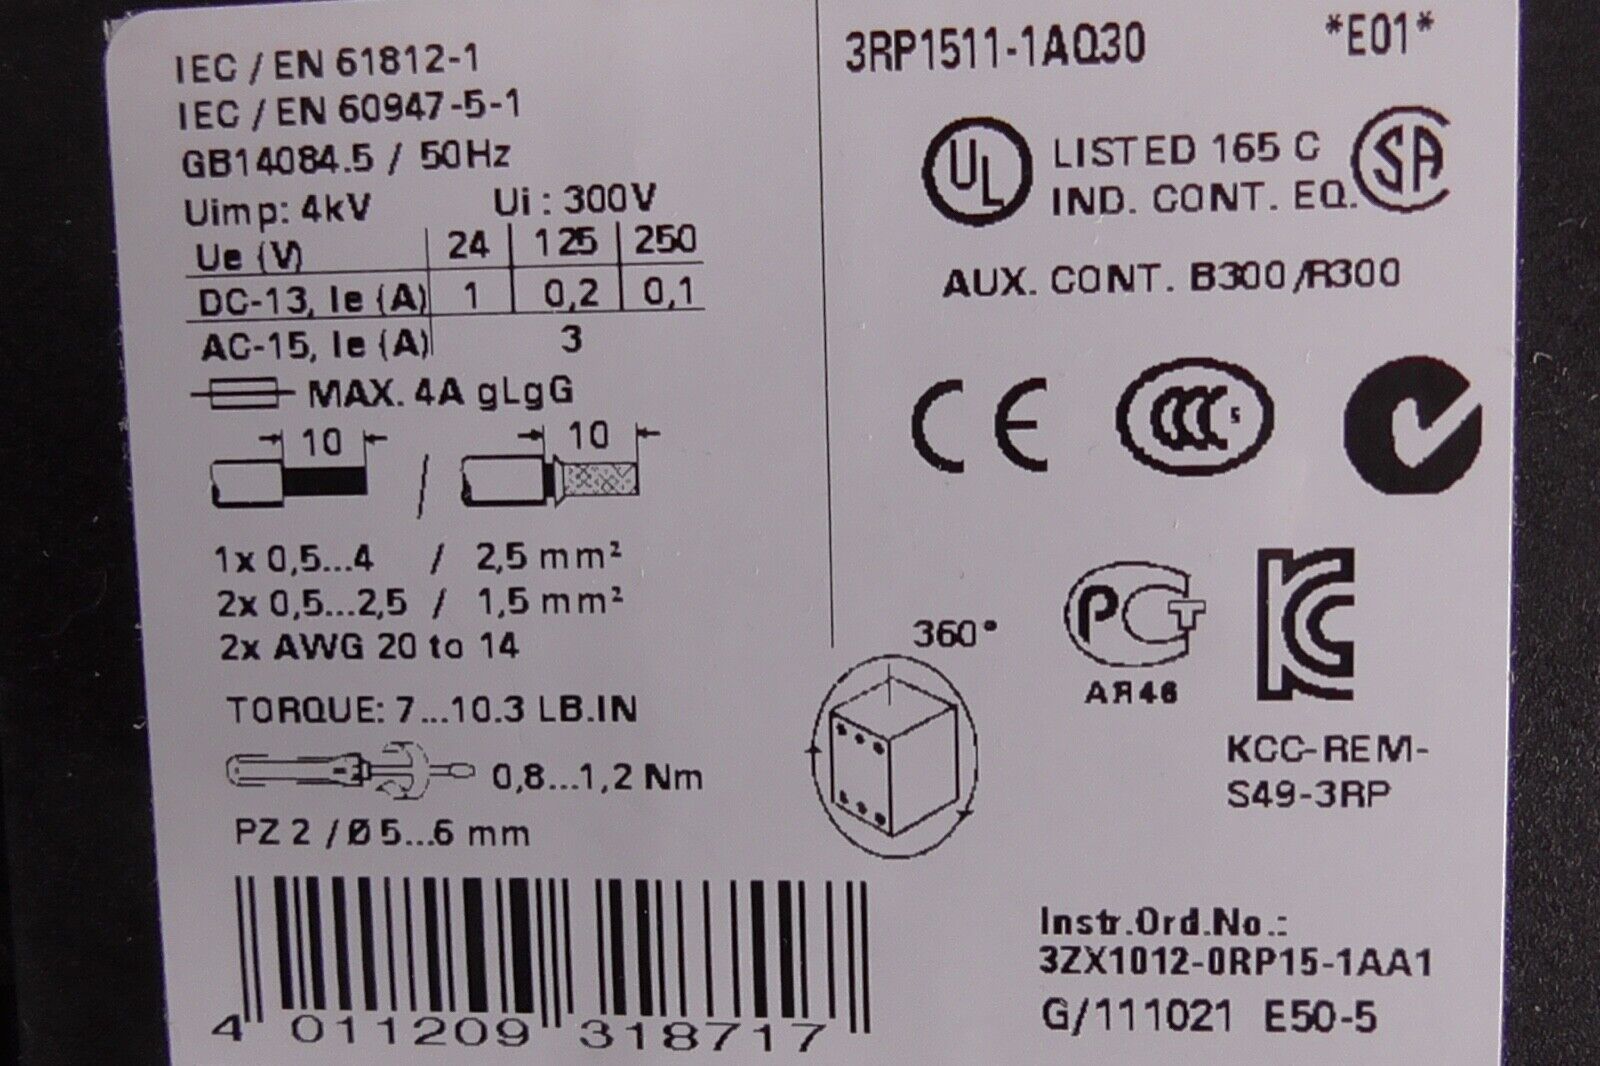 IEC / EN 61812-1
IEC / EN 60947-5-1
GB14084.5 / 50Hz
Uimp: 4kV Ui : 300V
Ue (V) 24 125 250
DC-13, Ie (A) 1 0,2 0,1
AC-15, Ie (A) 3
MAX. 4A gLgG
10 / 10
1x 0,5...4 / 2,5 mm²
2x 0,5...2,5 / 1,5 mm²
2x AWG 20 to 14
TORQUE: 7...10.3 LB.IN
0,8...1,2 Nm
PZ 2 / Ø 5...6 mm
4 011209 318717
3RP1511-1AQ30 *E01*
UL LISTED 165 C SA
IND. CONT. EQ.
AUX. CONT. B300/R300
CE CCC S
PCT
AЯ46
360°
KCC-REM-
S49-3RP
Instr.Ord.No.:
3ZX1012-0RP15-1AA1
G/111021 E50-5